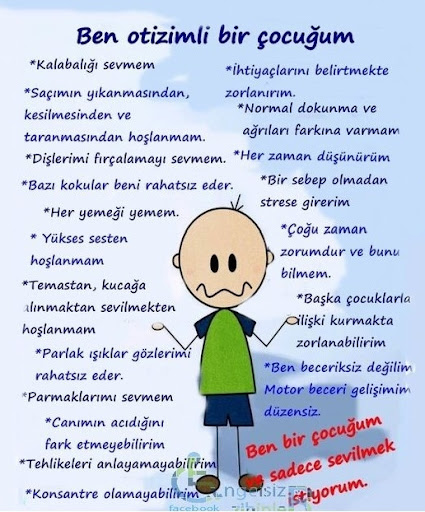 Ben otizimli bir çocuğum
*Kalabalığı sevmem
*Saçımın yıkanmasından,
kesilmesinden ve
taranmasından hoşlanmam.
*Dişlerimi fırçalamayı sevmem.
*Bazı kokular beni rahatsız eder.
*Her yemeği yemem.
* Yükses sesten
hoşlanmam
*Temastan, kucağa
alınmaktan sevilmekten
hoşlanmam
*Parlak ışıklar gözlerimi
rahatsız eder.
*Parmaklarımı sevmem
*Canımın acıdığını
fark etmeyebilirim
*Tehlikeleri anlayamayabilirim
*Konsantre olamayabilirim
*İhtiyaçlarını belirtmekte
zorlanırım.
*Normal dokunma ve
ağrıları farkına varmam
*Her zaman düşünürüm
*Bir sebep olmadan
strese girerim
*Çoğu zaman
zorumdur ve bunu
bilmem.
*Başka çocuklarla
ilişki kurmakta
zorlanabilirim
*Ben beceriksiz değilim
Motor beceri gelişimim
düzensiz.
Ben bir çocuğum
ve sadece sevilmek
istiyorum.
Engelsiz
facebook